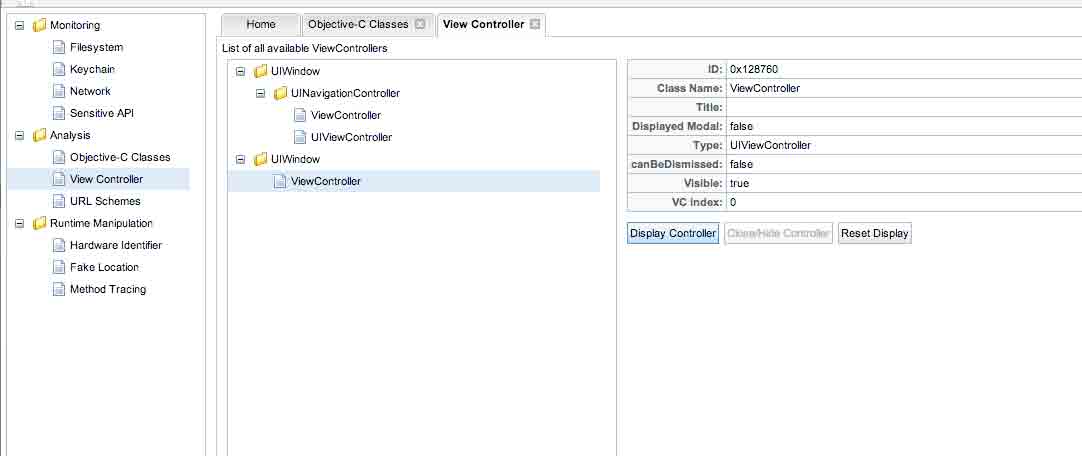 Monitoring
Filesystem
Keychain
Network
Sensitive API
Analysis
Objective-C Classes
View Controller
URL Schemes
Runtime Manipulation
Hardware Identifier
Fake Location
Method Tracing
Home
Objective-C Classes
View Controller
List of all available ViewControllers
UIWindow
UINavigationController
ViewController
UIViewController
UIWindow
ViewController
ID: 0x128760
Class Name: ViewController
Title:
Displayed Modal: false
Type: UIViewController
canBeDismissed: false
Visible: true
VC index: 0
Display Controller Close/Hide Controller Reset Display